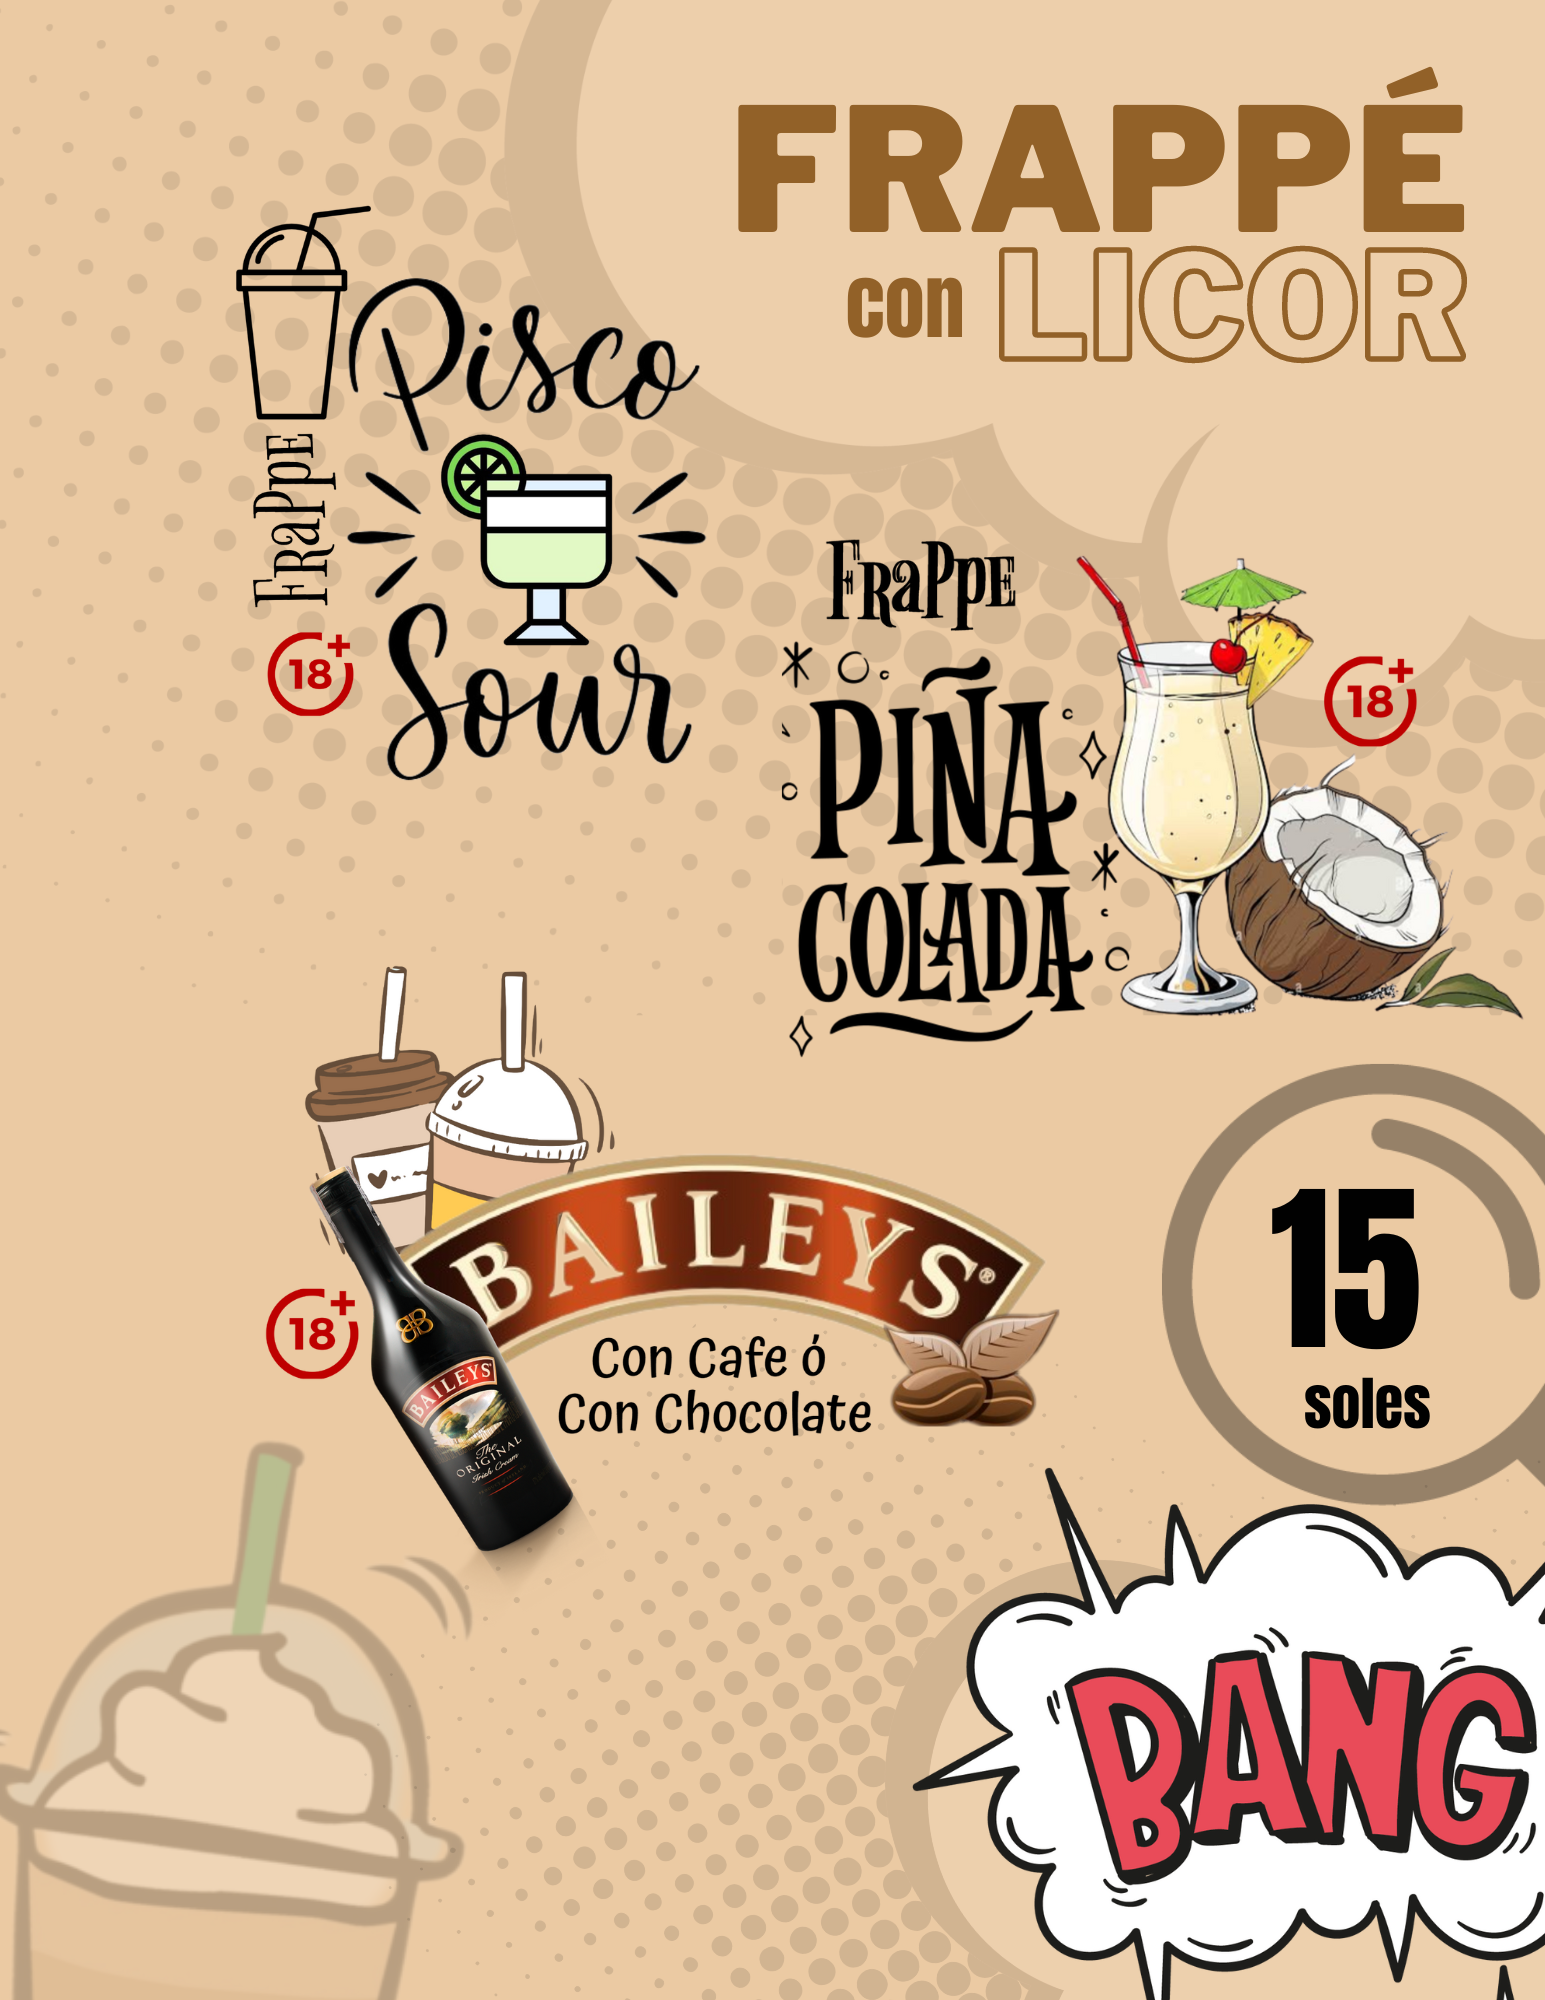 FRAPPÉ
con LICOR
Pisco
FRaPpE
Sour
18+
FRaPpE
PIÑA
COLADA
18+
BAILEYS®
Con Cafe ó
Con Chocolate
18+
BAILEYS
The
ORIGINAL
Irish Cream
15
soles
BANG